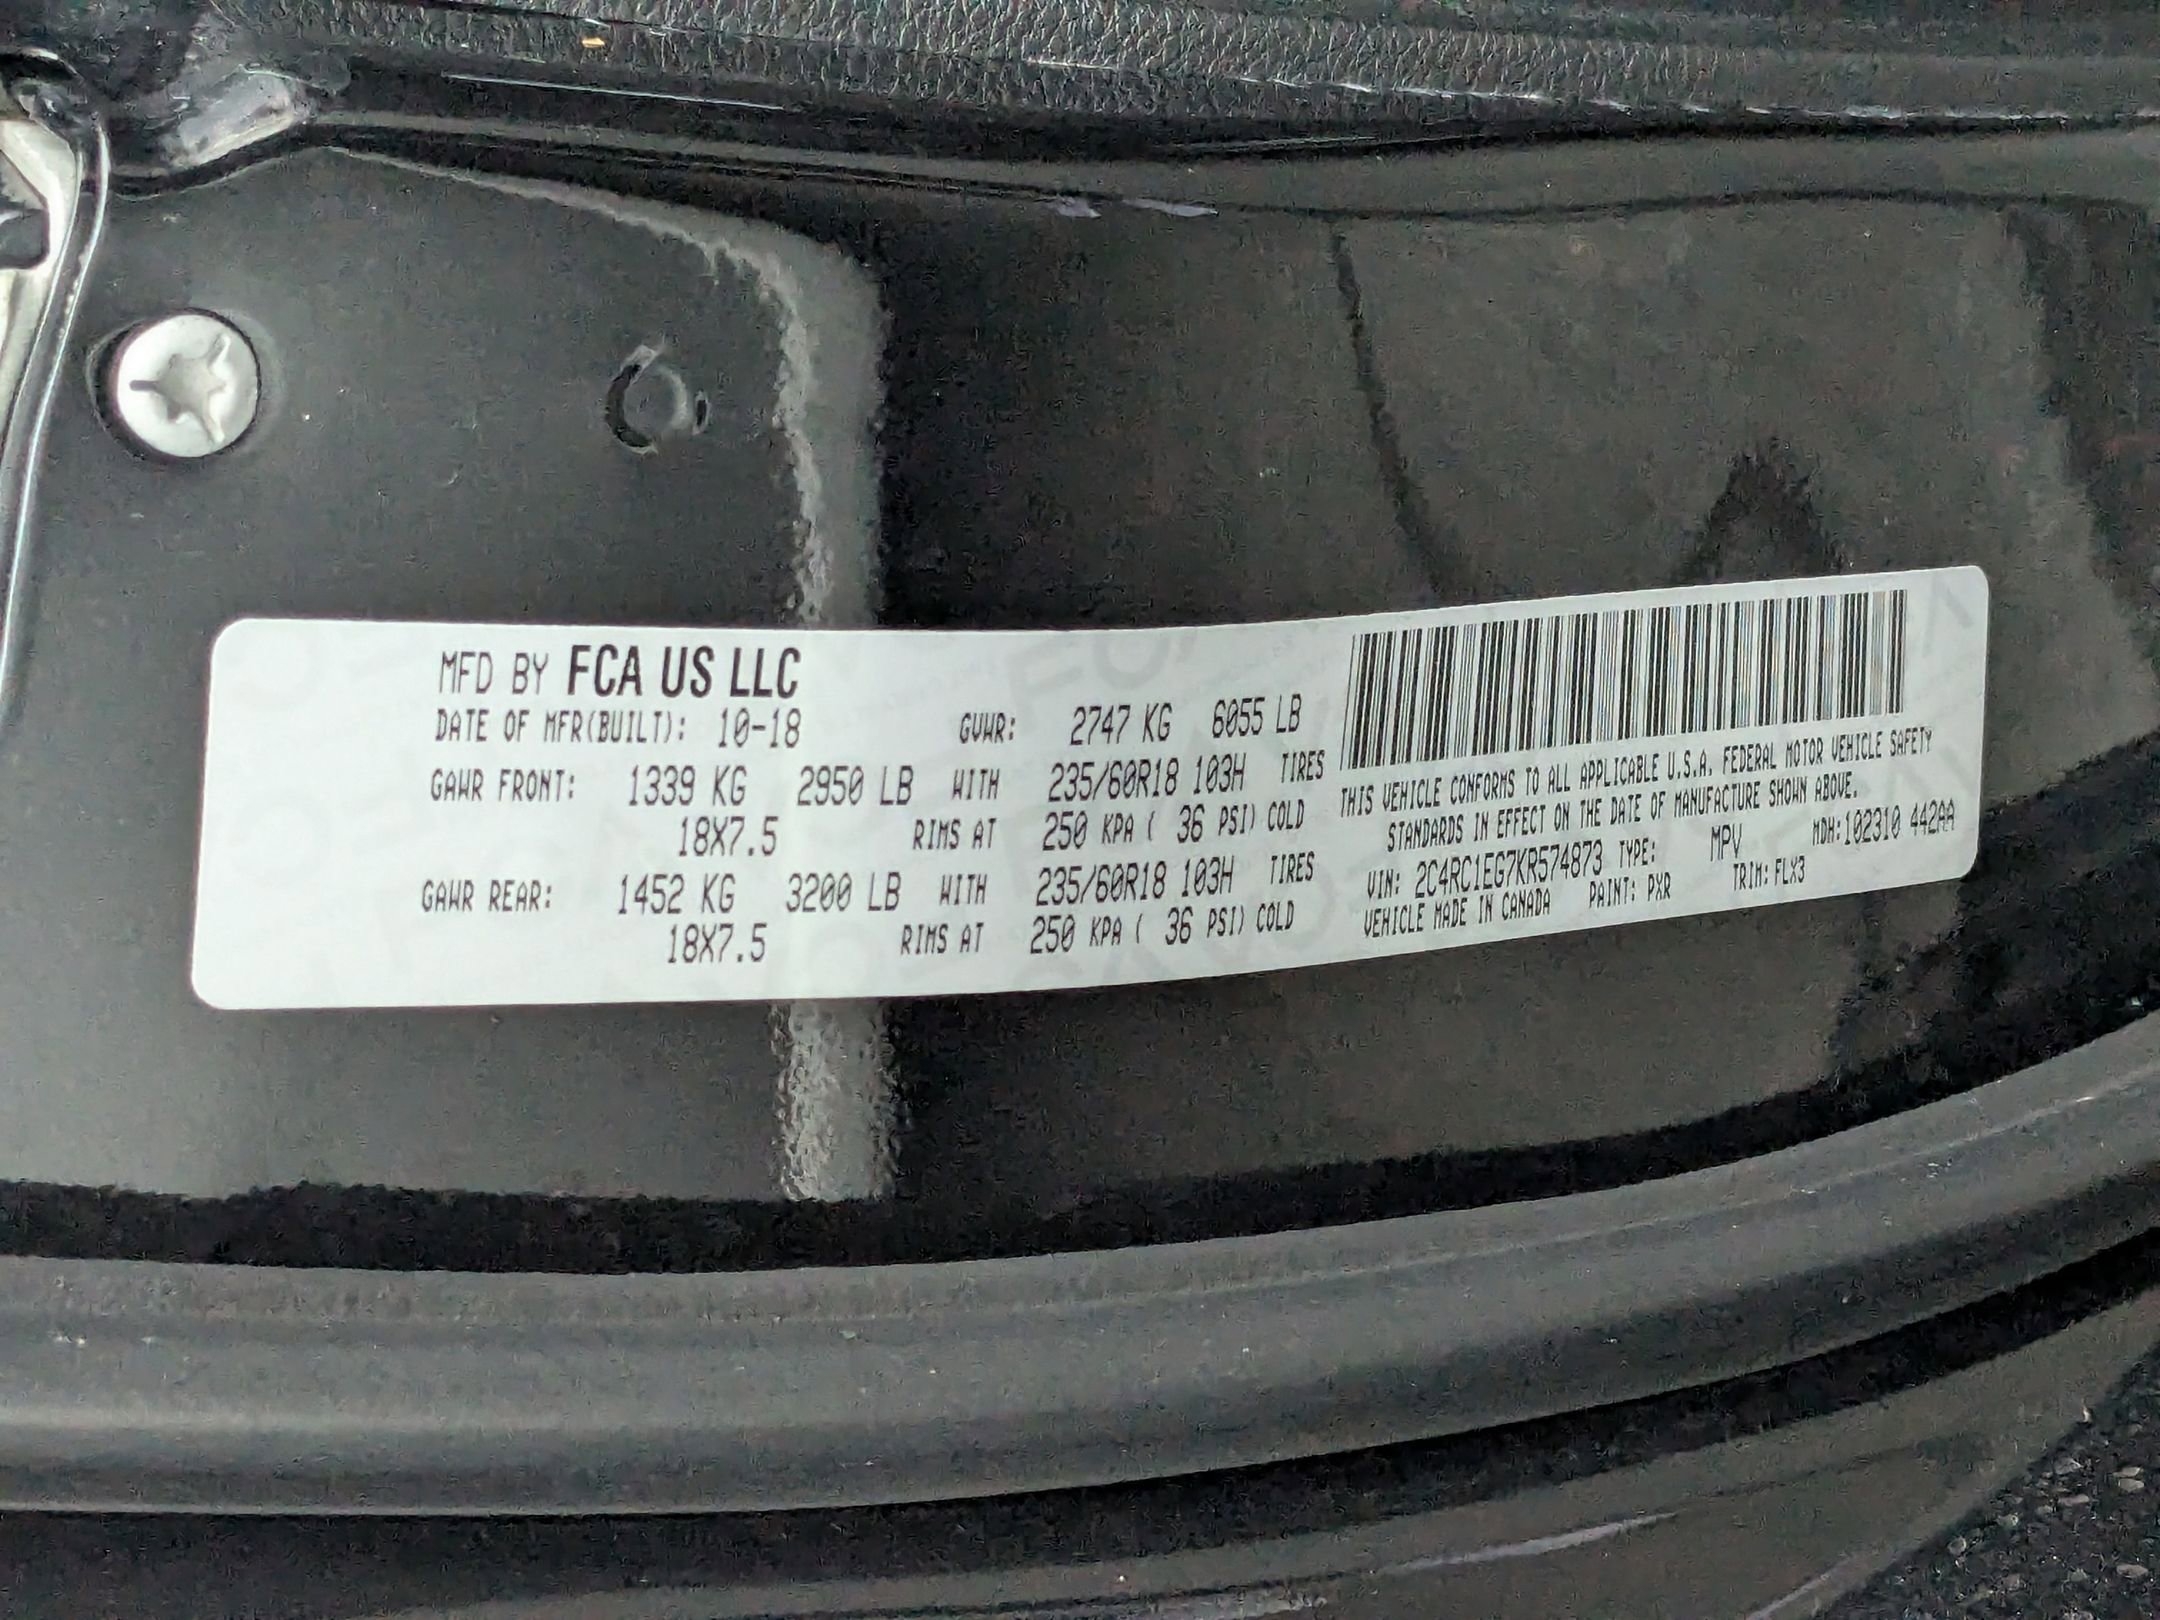 MFD BY FCA US LLC
DATE OF MFR(BUILT): 10-18 GVWR: 2747 KG 6055 LB
GAWR FRONT: 1339 KG 2950 LB WITH 235/60R18 103H TIRES
18X7.5 RIMS AT 250 KPA ( 36 PSI) COLD
GAWR REAR: 1452 KG 3200 LB WITH 235/60R18 103H TIRES
18X7.5 RIMS AT 250 KPA ( 36 PSI) COLD
THIS VEHICLE CONFORMS TO ALL APPLICABLE U.S.A. FEDERAL MOTOR VEHICLE SAFETY
STANDARDS IN EFFECT ON THE DATE OF MANUFACTURE SHOWN ABOVE.
VIN: 2C4RC1EG7KR574873 TYPE: MPV MDH:102310 442AA
VEHICLE MADE IN CANADA PAINT: PXR TRIM:FLX3